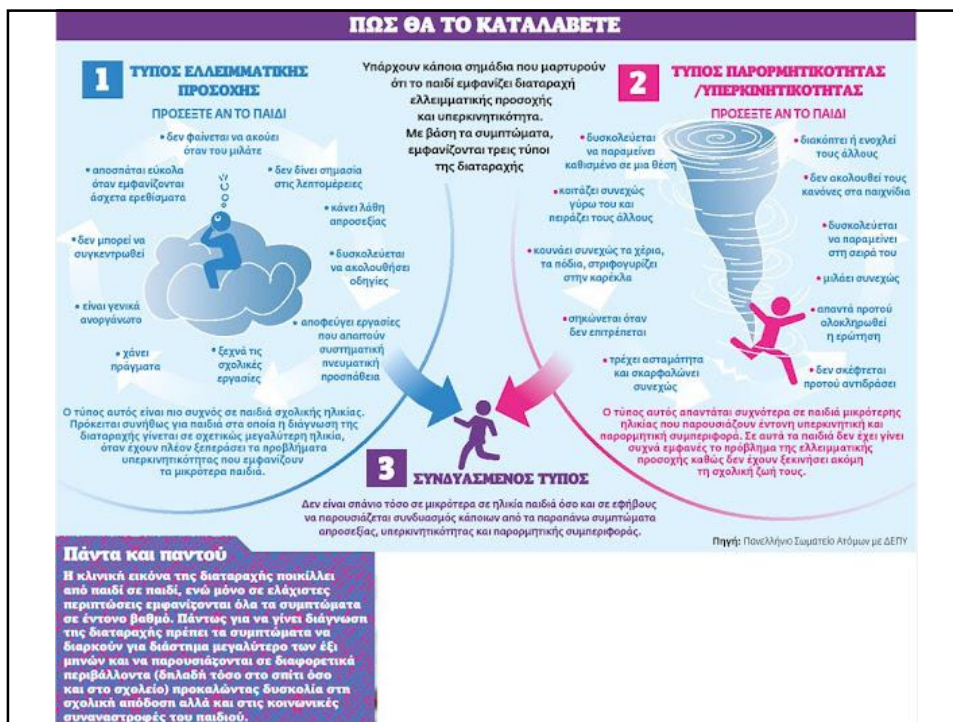 ΠΩΣ ΘΑ ΤΟ ΚΑΤΑΛΑΒΕΤΕ
1
ΤΥΠΟΣ ΕΛΛΕΙΜΜΑΤΙΚΗΣ
ΠΡΟΣΟΧΗΣ
ΠΡΟΣΕΞΤΕ ΑΝ ΤΟ ΠΑΙΔΙ
• δεν φαίνεται να ακούει
όταν του μιλάτε
• αποσπάται εύκολα
όταν εμφανίζονται
άσχετα ερεθίσματα
• δεν δίνει σημασία
στις λεπτομέρειες
• κάνει λάθη
απροσεξίας
• δεν μπορεί να
συγκεντρωθεί
• δυσκολεύεται
να ακολουθήσει
οδηγίες
• είναι γενικά
ανοργάνωτο
• αποφεύγει εργασίες
που απαιτούν
συστηματική
πνευματική
προσπάθεια
• χάνει
πράγματα
• ξεχνά τις
σχολικές
εργασίες
Ο τύπος αυτός είναι πιο συχνός σε παιδιά σχολικής ηλικίας.
Πρόκειται συνήθως για παιδιά στα οποία η διάγνωση της
διαταραχής γίνεται σε σχετικώς μεγαλύτερη ηλικία,
όταν έχουν πλέον ξεπεράσει τα προβλήματα
υπερκινητικότητας που εμφανίζουν
τα μικρότερα παιδιά.
Υπάρχουν κάποια σημάδια που μαρτυρούν
ότι το παιδί εμφανίζει διαταραχή
ελλειμματικής προσοχής
και υπερκινητικότητα.
Με βάση τα συμπτώματα,
εμφανίζονται τρεις τύποι
της διαταραχής
2
ΤΥΠΟΣ ΠΑΡΟΡΜΗΤΙΚΟΤΗΤΑΣ
/ΥΠΕΡΚΙΝΗΤΙΚΟΤΗΤΑΣ
ΠΡΟΣΕΞΤΕ ΑΝ ΤΟ ΠΑΙΔΙ
• δυσκολεύεται
να παραμείνει
καθισμένο σε μια θέση
• κοιτάζει συνεχώς
γύρω του και
πειράζει τους άλλους
• κουνάει συνεχώς τα χέρια,
τα πόδια, στριφογυρίζει
στην καρέκλα
• σηκώνεται όταν
δεν επιτρέπεται
• τρέχει ασταμάτητα
και σκαρφαλώνει
συνεχώς
• διακόπτει ή ενοχλεί
τους άλλους
• δεν ακολουθεί τους
κανόνες στα παιχνίδια
• δυσκολεύεται
να παραμείνει
στη σειρά του
• μιλάει συνεχώς
• απαντά προτού
ολοκληρωθεί
η ερώτηση
• δεν σκέφτεται
προτού αντιδράσει
Ο τύπος αυτός απαντάται συχνότερα σε παιδιά μικρότερης
ηλικίας που παρουσιάζουν έντονη υπερκινητική και
παρορμητική συμπεριφορά. Σε αυτά τα παιδιά δεν έχει γίνει
συχνά εμφανές το πρόβλημα της ελλειμματικής
προσοχής καθώς δεν έχουν ξεκινήσει ακόμη
τη σχολική ζωή τους.
3
ΣΥΝΔΥΑΣΜΕΝΟΣ ΤΥΠΟΣ
Δεν είναι σπάνιο τόσο σε μικρότερα σε ηλικία παιδιά όσο και σε εφήβους
να παρουσιάζεται συνδυασμός κάποιων από τα παραπάνω συμπτώματα
απροσεξίας, υπερκινητικότητας και παρορμητικής συμπεριφοράς.
Πηγή: Πανελλήνιο Σωματείο Ατόμων με ΔΕΠΥ
Πάντα και παντού
Η κλινική εικόνα της διαταραχής ποικίλλει
από παιδί σε παιδί, ενώ μόνο σε ελάχιστες
περιπτώσεις εμφανίζονται όλα τα συμπτώματα
σε έντονο βαθμό. Πάντως για να γίνει διάγνωση
της διαταραχής πρέπει τα συμπτώματα να
διαρκούν για διάστημα μεγαλύτερο των έξι
μηνών και να παρουσιάζονται σε διαφορετικά
περιβάλλοντα (δηλαδή τόσο στο σπίτι όσο
και στο σχολείο) προκαλώντας δυσκολία στη
σχολική απόδοση αλλά και στις κοινωνικές
συναναστροφές του παιδιού.